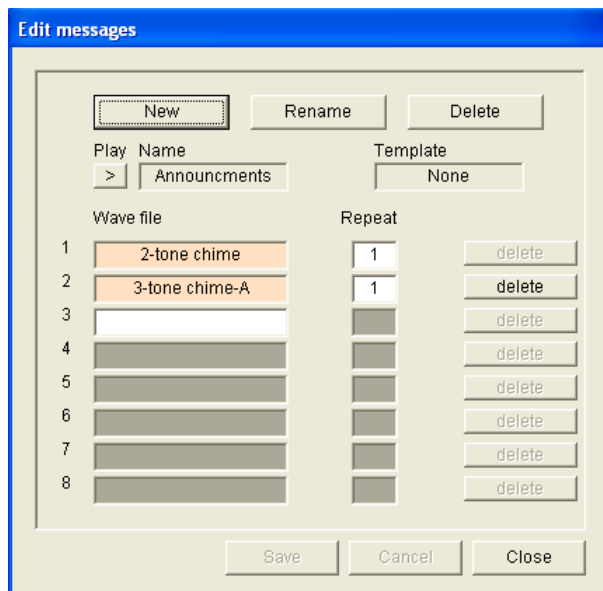 Edit messages
New Rename Delete
Play Name Template
> Announcments None
Wave file Repeat
1 2-tone chime 1 delete
2 3-tone chime-A 1 delete
3 delete
4 delete
5 delete
6 delete
7 delete
8 delete
Save Cancel Close